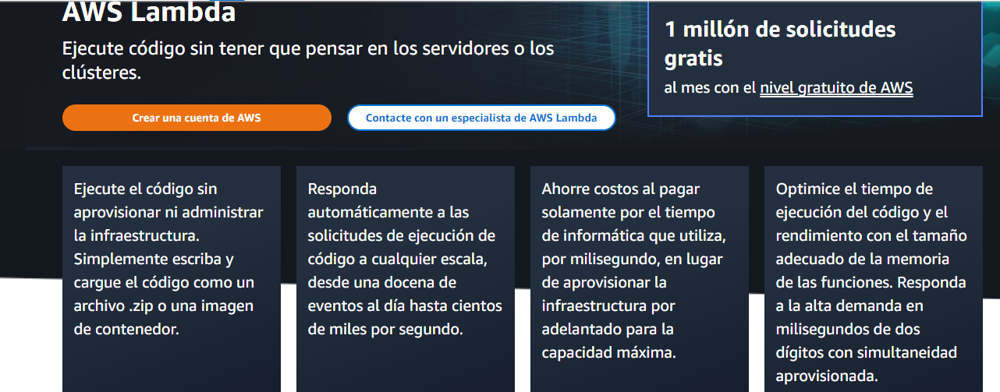 AWS Lambda
Ejecute código sin tener que pensar en los servidores o los
clústeres.
Crear una cuenta de AWS
Contacte con un especialista de AWS Lambda
1 millón de solicitudes
gratis
al mes con el nivel gratuito de AWS
Ejecute el código sin
aprovisionar ni administrar
la infraestructura.
Simplemente escriba y
cargue el código como un
archivo .zip o una imagen
de contenedor.
Responda
automáticamente a las
solicitudes de ejecución de
código a cualquier escala,
desde una docena de
eventos al día hasta cientos
de miles por segundo.
Ahorre costos al pagar
solamente por el tiempo
de informática que utiliza,
por milisegundo, en lugar
de aprovisionar la
infraestructura por
adelantado para la
capacidad máxima.
Optimice el tiempo de
ejecución del código y el
rendimiento con el tamaño
adecuado de la memoria
de las funciones. Responda
a la alta demanda en
milisegundos de dos
dígitos con simultaneidad
aprovisionada.